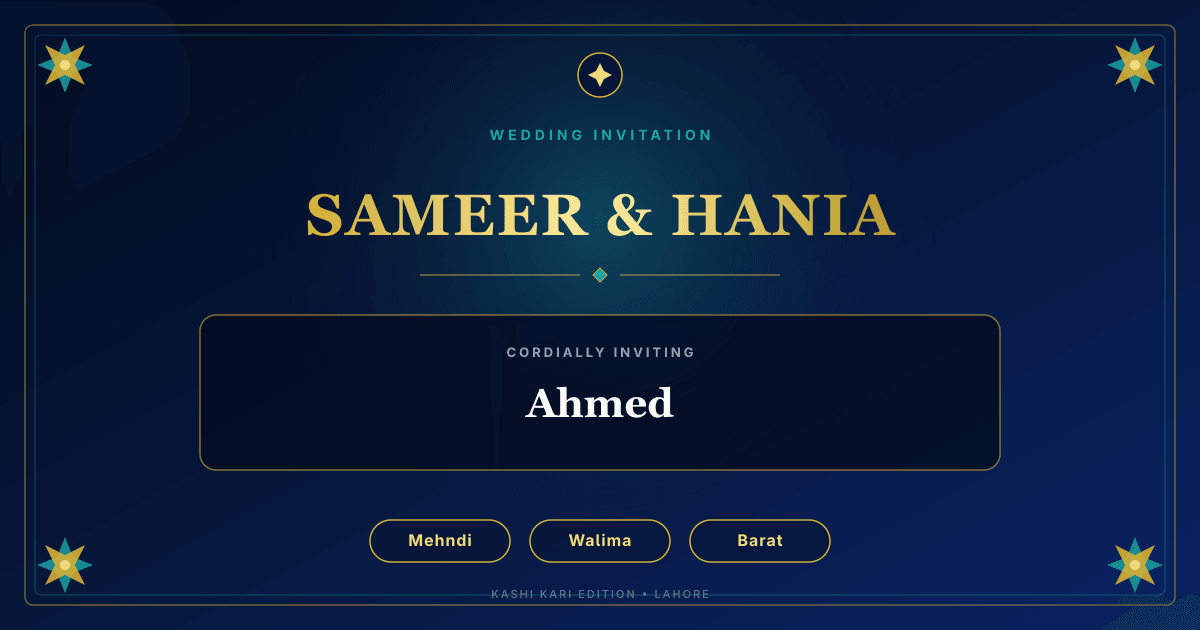 WEDDING INVITATION
SAMEER & HANIA
CORDIALLY INVITING
Ahmed
Mehndi Walima Barat
KASHI KARI EDITION • LAHORE